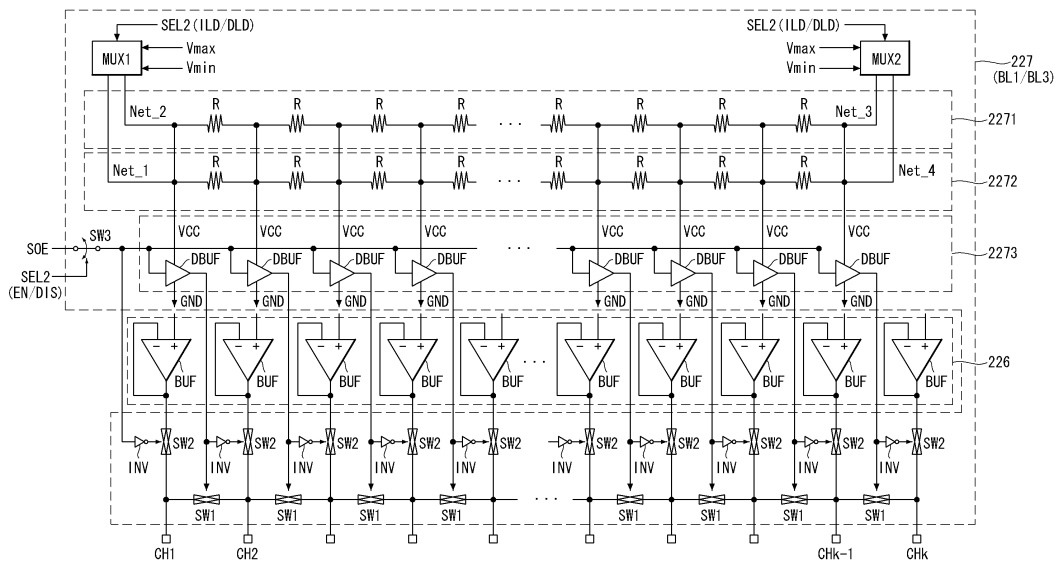 SEL2(ILD/DLD) SEL2(ILD/DLD)
MUX1 Vmax Vmin Vmax Vmin MUX2
227
(BL1/BL3)
Net_2 R R R R R R R R Net_3 2271
Net_1 R R R R R R R R Net_4 2272
SOE SW3 VCC VCC VCC VCC VCC VCC VCC VCC
DBUF DBUF DBUF DBUF DBUF DBUF DBUF DBUF 2273
SEL2
(EN/DIS)
GND GND GND GND GND GND GND GND
− + − + − + − + − + − + − + − + − + − +
BUF BUF BUF BUF BUF BUF BUF BUF BUF BUF 226
SW2 SW2 SW2 SW2 SW2 SW2 SW2 SW2 SW2 SW2
INV INV INV INV INV INV INV INV INV INV
SW1 SW1 SW1 SW1 SW1 SW1 SW1 SW1
CH1 CH2 CHk-1 CHk